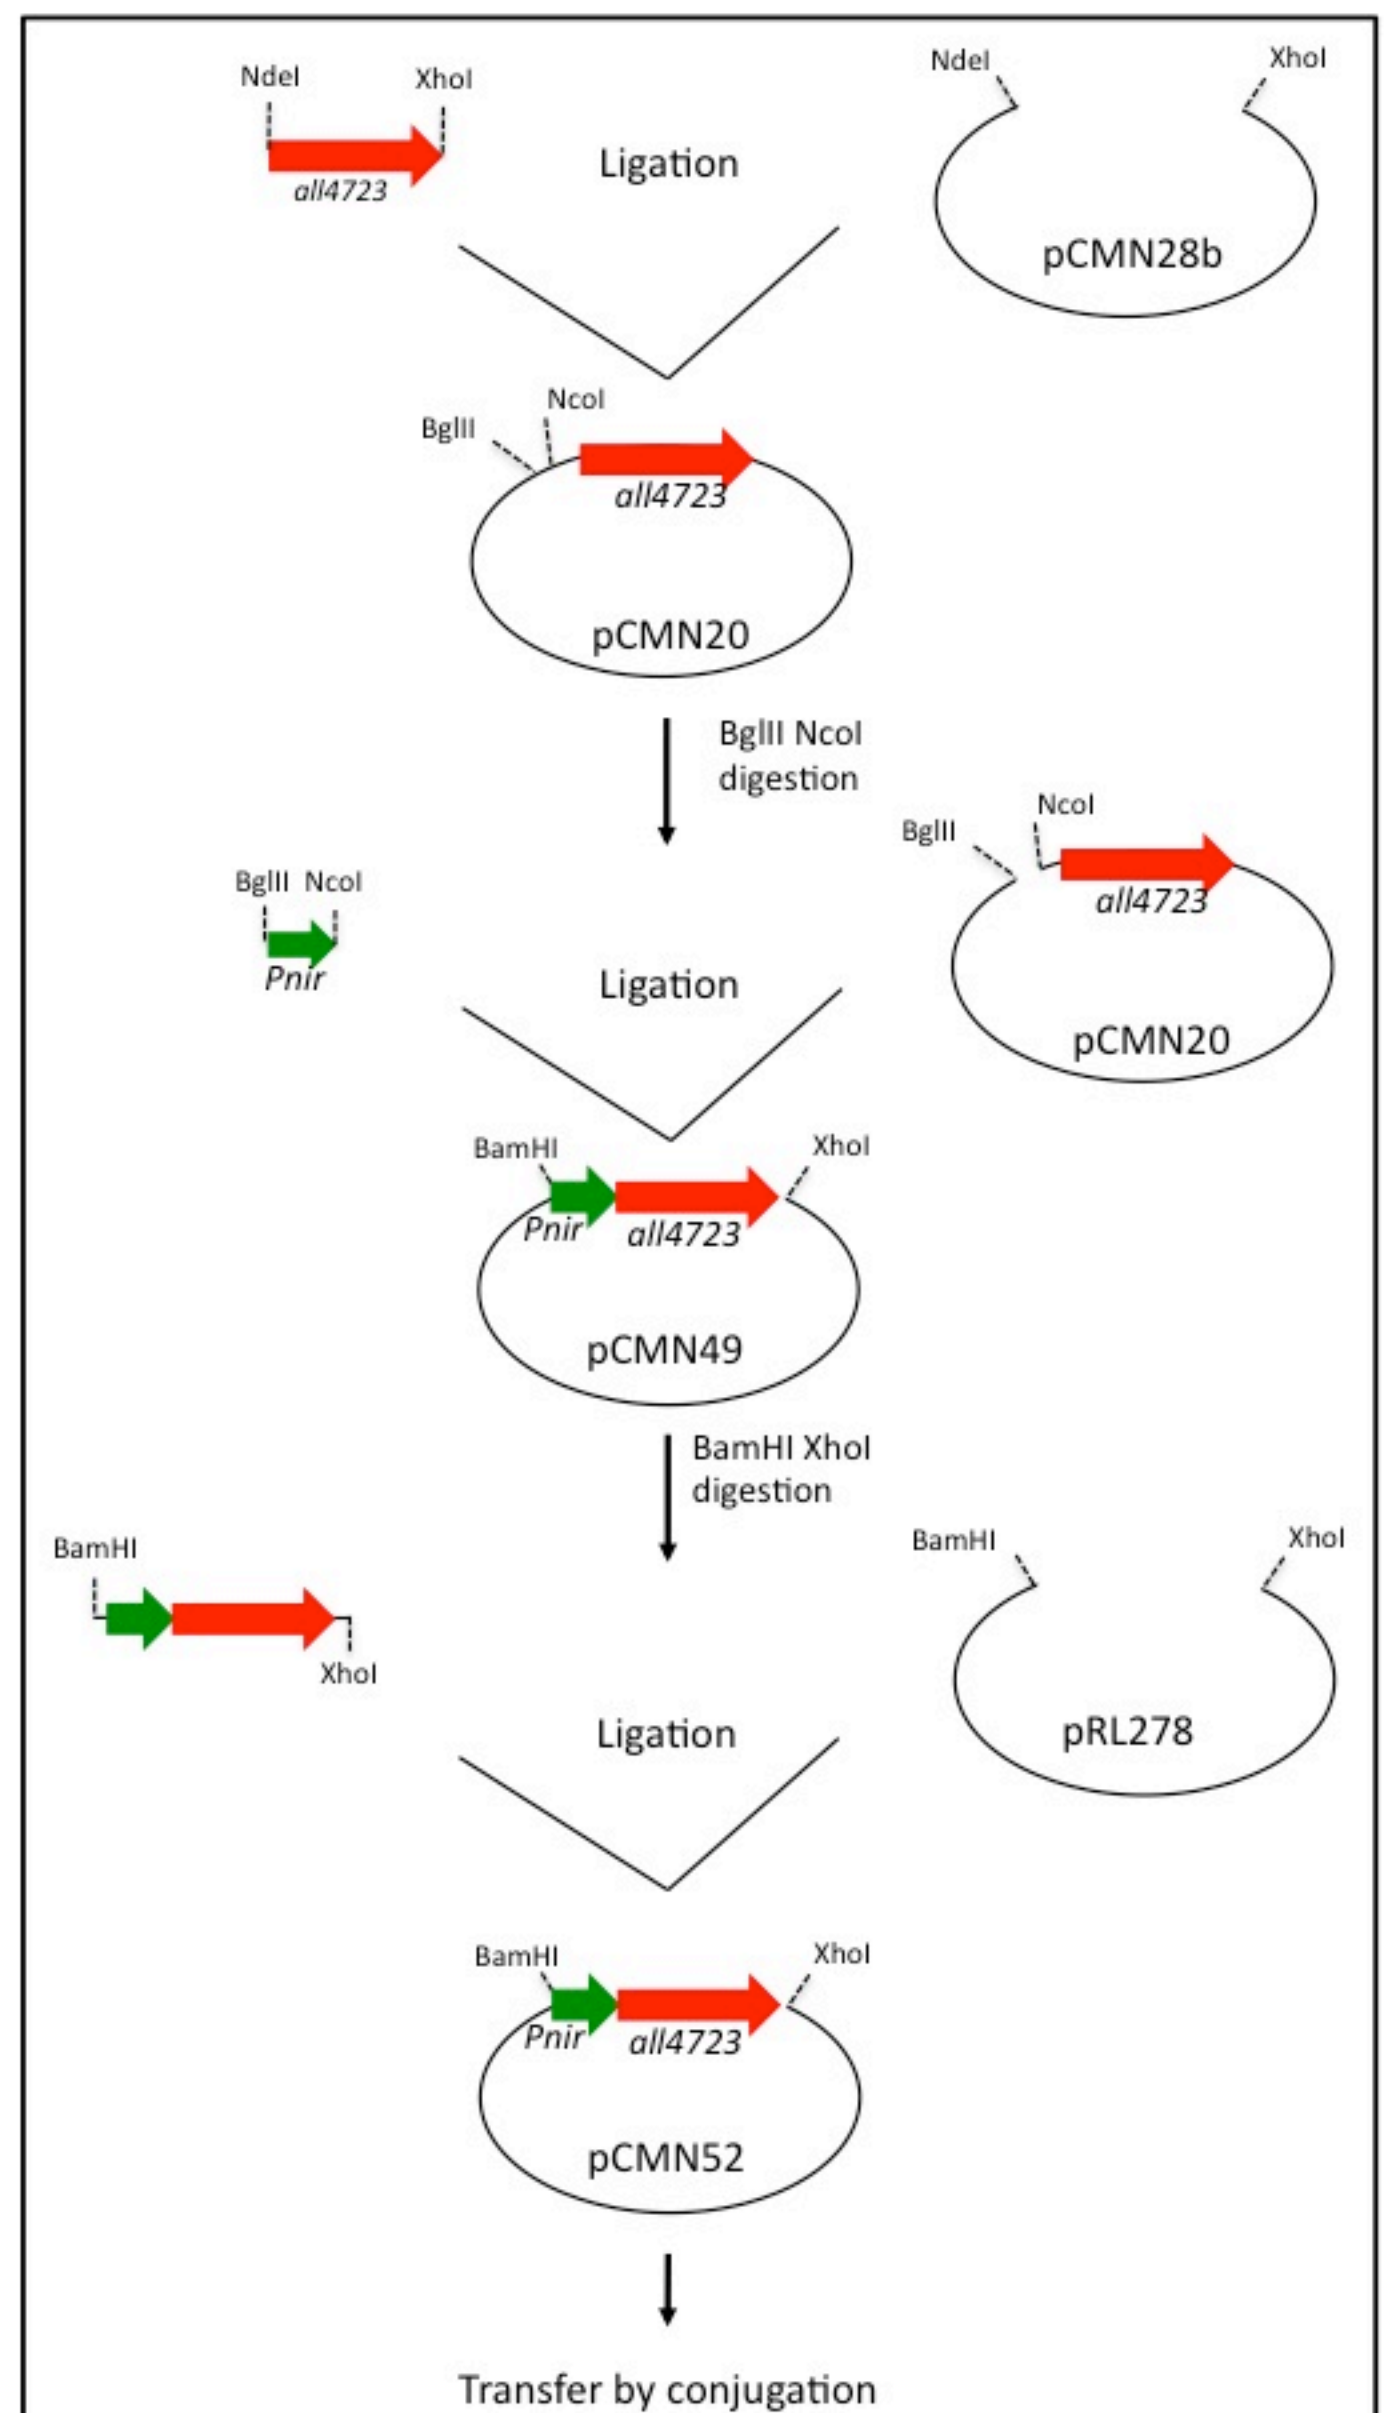 NdeI
XhoI
all4723
Ligation
NdeI
XhoI
pCMN28b
BglII
NcoI
all4723
pCMN20
BglII NcoI
digestion
BglII NcoI
Pnir
Ligation
BglII
NcoI
all4723
pCMN20
BamHI
XhoI
Pnir
all4723
pCMN49
BamHI XhoI
digestion
BamHI
XhoI
Ligation
BamHI
XhoI
pRL278
BamHI
XhoI
Pnir
all4723
pCMN52
Transfer by conjugation